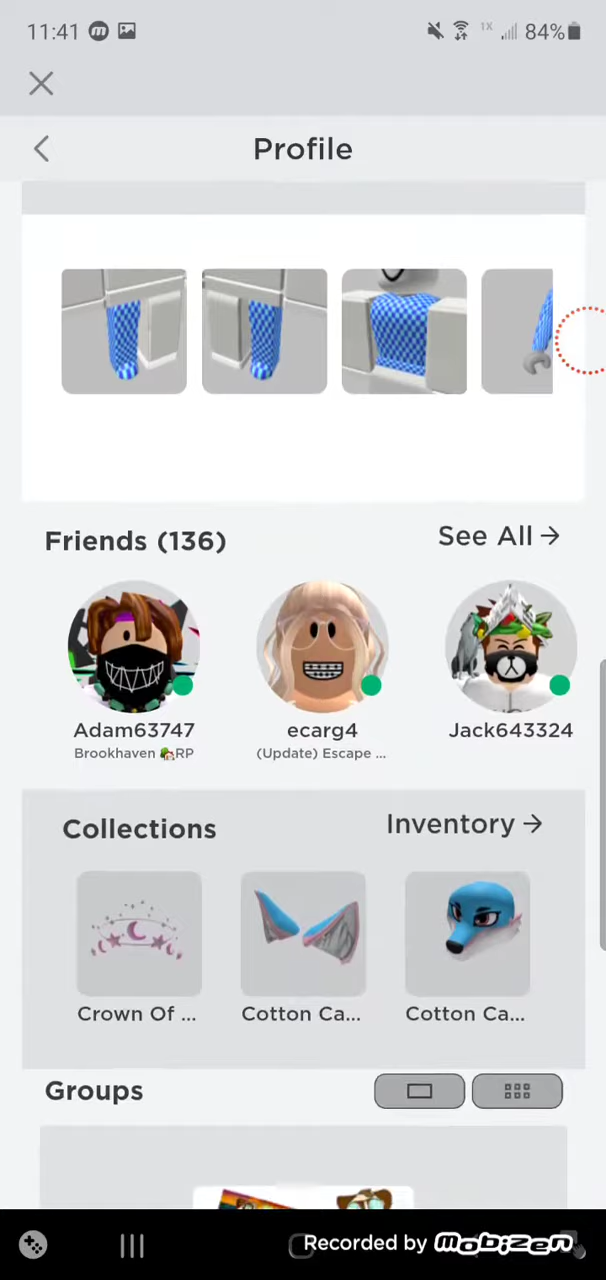 11:41 1X 84%
Profile
Friends (136) See All →
Adam63747 ecarg4 Jack643324
Brookhaven 🏡RP (Update) Escape ...
Collections Inventory →
Crown Of ... Cotton Ca... Cotton Ca...
Groups
Recorded by mobizen